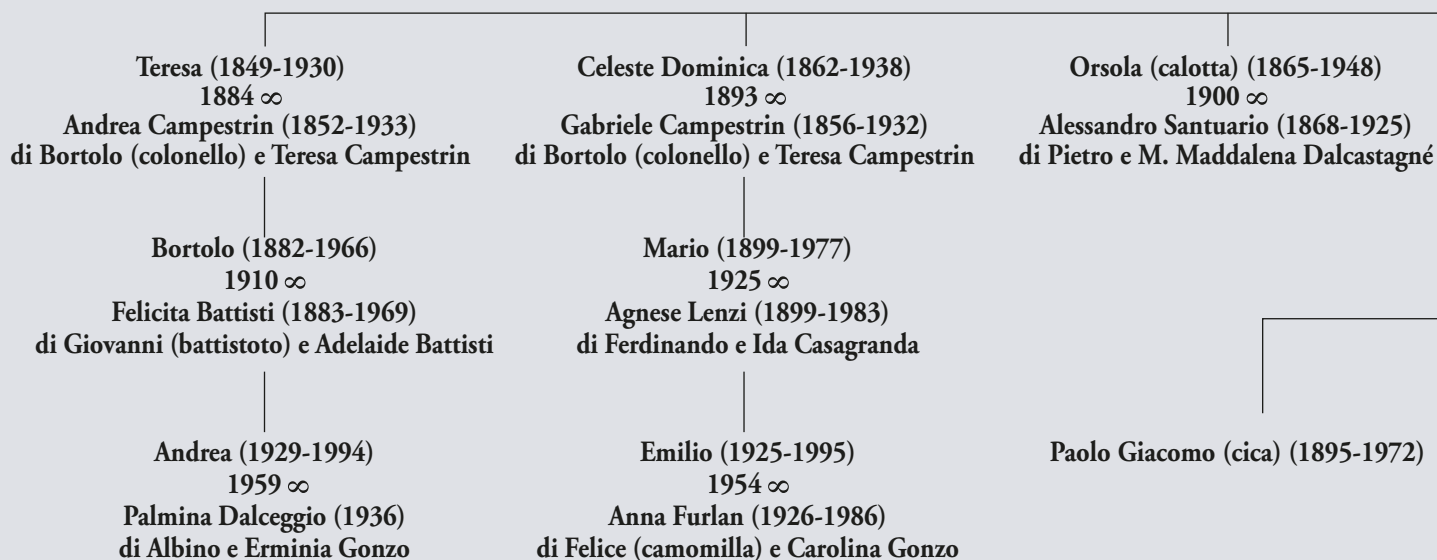 Teresa (1849-1930)
1884 ∞
Andrea Campestrin (1852-1933)
di Bortolo (colonello) e Teresa Campestrin
Celeste Dominica (1862-1938)
1893 ∞
Gabriele Campestrin (1856-1932)
di Bortolo (colonello) e Teresa Campestrin
Orsola (calotta) (1865-1948)
1900 ∞
Alessandro Santuario (1868-1925)
di Pietro e M. Maddalena Dalcastagné
Bortolo (1882-1966)
1910 ∞
Felicita Battisti (1883-1969)
di Giovanni (battistoto) e Adelaide Battisti
Mario (1899-1977)
1925 ∞
Agnese Lenzi (1899-1983)
di Ferdinando e Ida Casagranda
Andrea (1929-1994)
1959 ∞
Palmina Dalceggio (1936)
di Albino e Erminia Gonzo
Emilio (1925-1995)
1954 ∞
Anna Furlan (1926-1986)
di Felice (camomilla) e Carolina Gonzo
Paolo Giacomo (cica) (1895-1972)